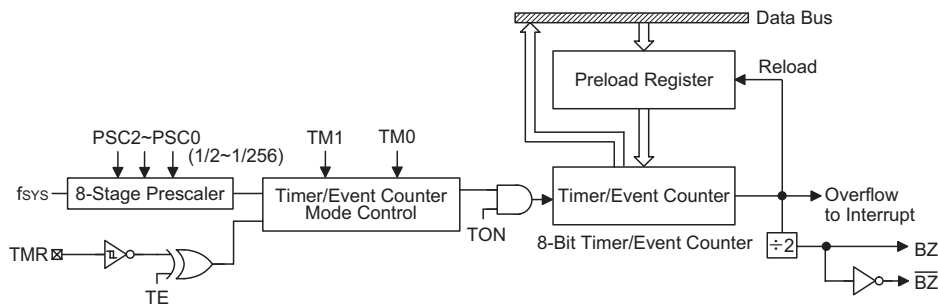 Data Bus
Preload Register
Reload
PSC2~PSC0
(1/2~1/256)
TM1
TM0
fSYS
8-Stage Prescaler
Timer/Event Counter
Mode Control
TON
Timer/Event Counter
8-Bit Timer/Event Counter
Overflow
to Interrupt
÷2
BZ
B̅Z̅
TMR
TE